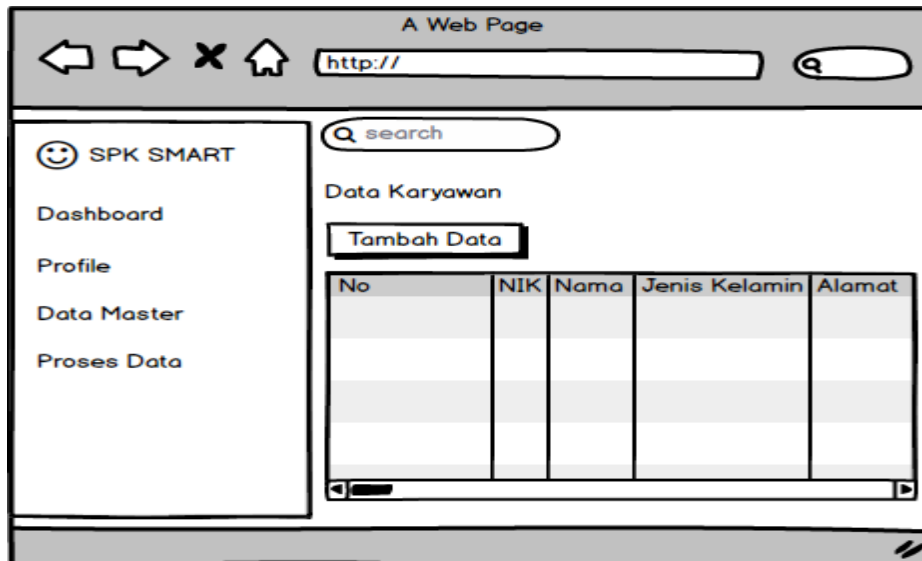 A Web Page
http://
search
SPK SMART
Dashboard
Profile
Data Master
Proses Data
Data Karyawan
Tambah Data
No NIK Nama Jenis Kelamin Alamat